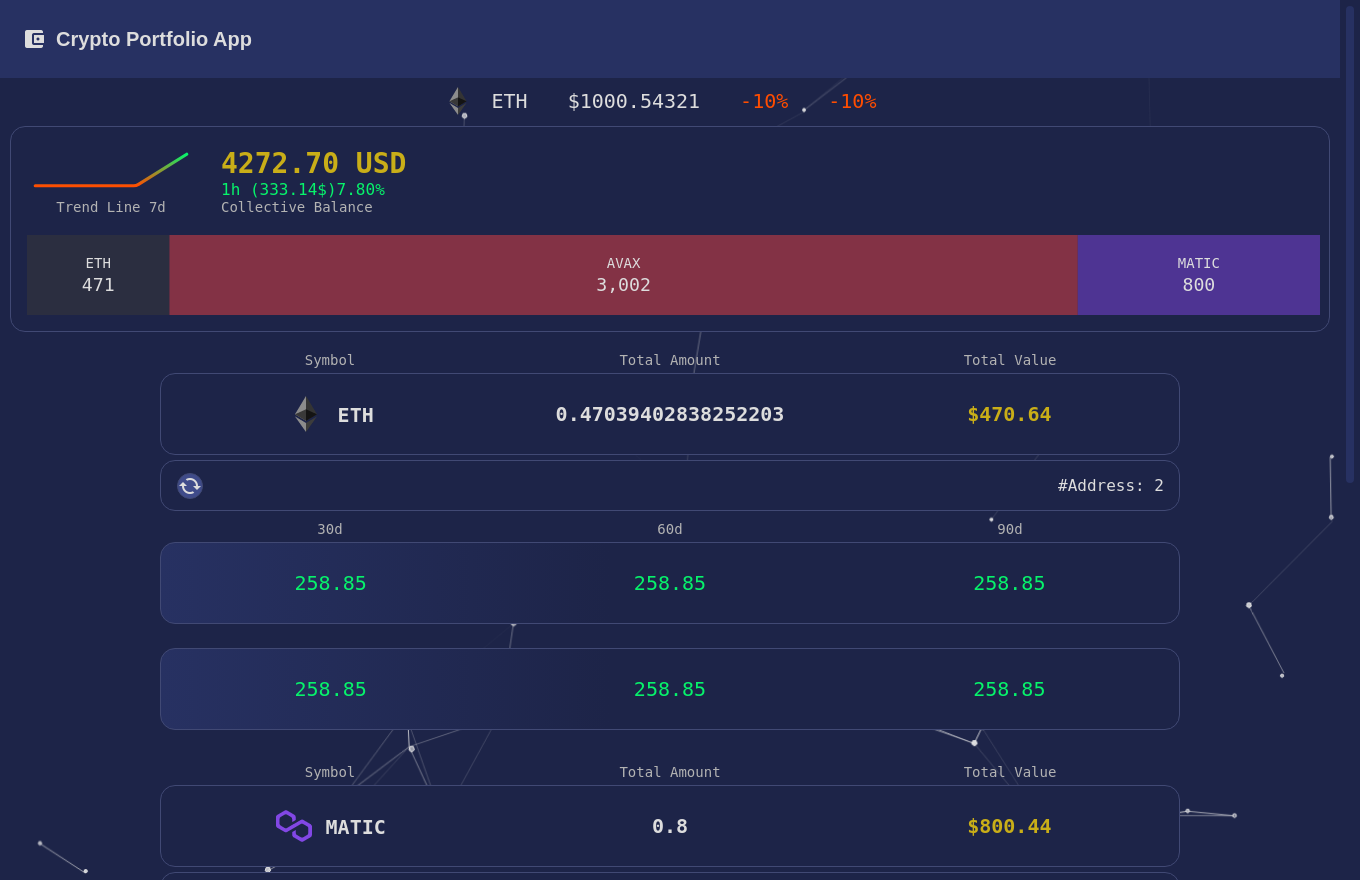 Crypto Portfolio App
ETH $1000.54321 -10% -10%
4272.70 USD
1h (333.14$)7.80%
Trend Line 7d
Collective Balance
ETH AVAX MATIC
471 3,002 800
Symbol Total Amount Total Value
ETH 0.47039402838252203 $470.64
#Address: 2
30d 60d 90d
258.85 258.85 258.85
258.85 258.85 258.85
Symbol Total Amount Total Value
MATIC 0.8 $800.44